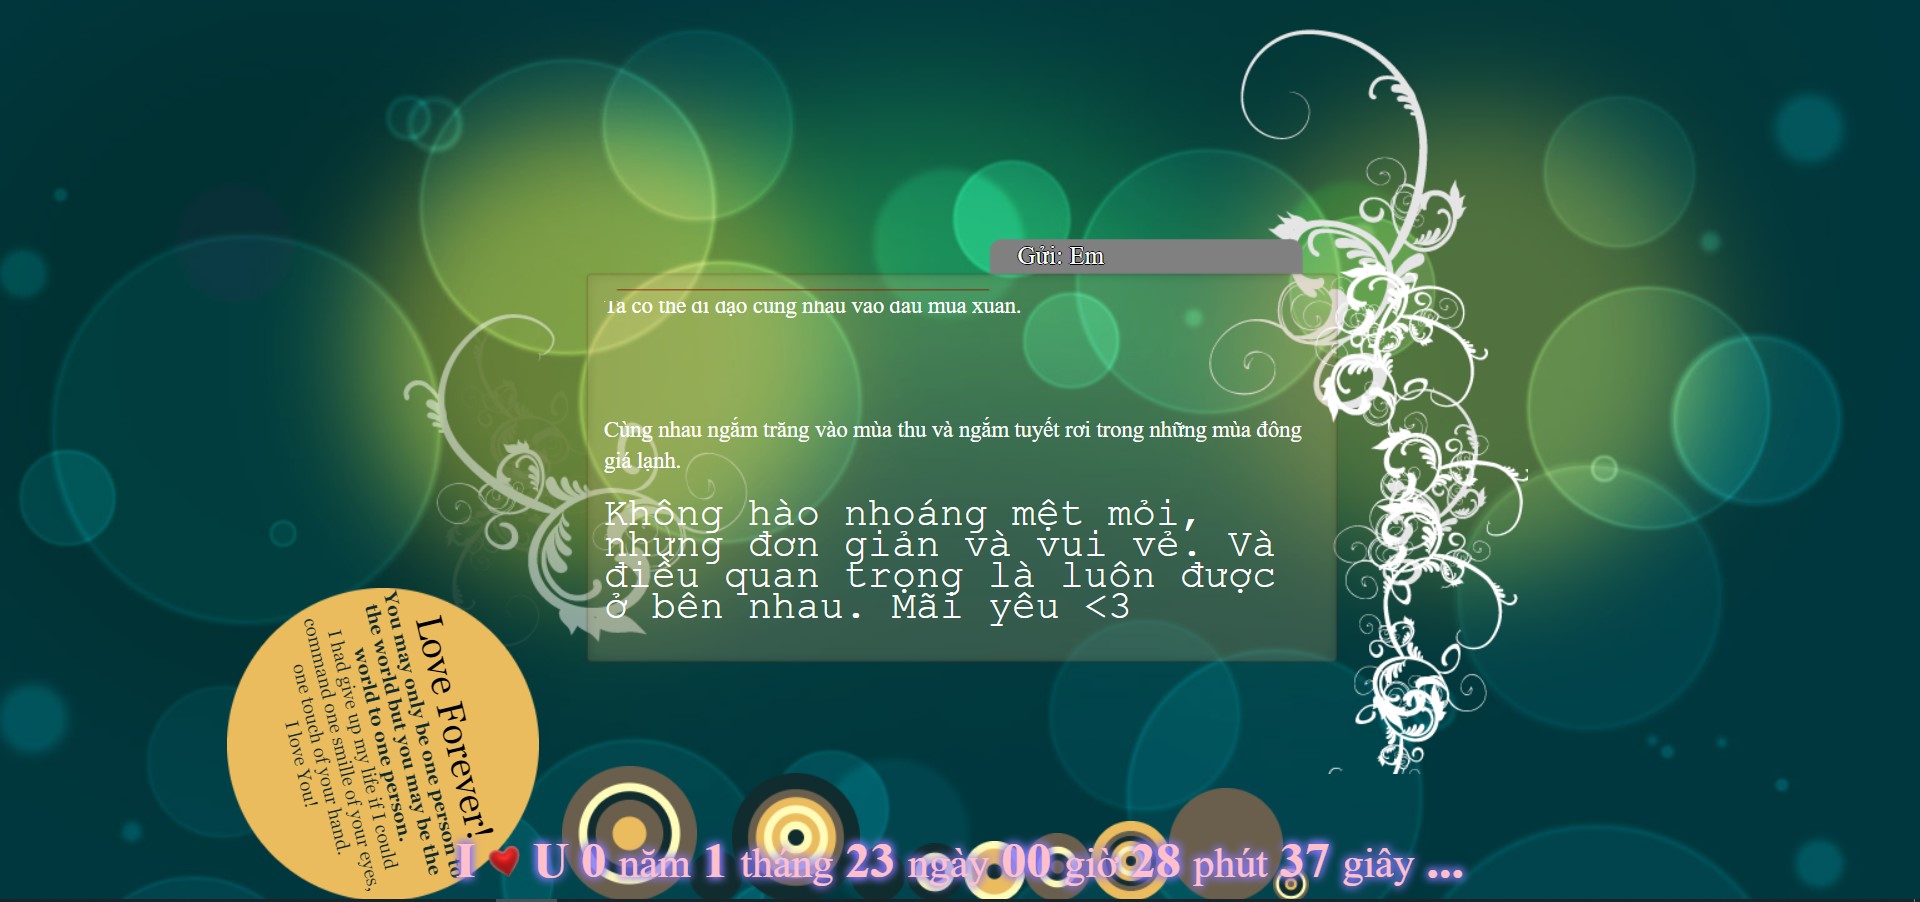 Gửi: Em
Ta có thể đi dạo cùng nhau vào đầu mùa xuân.
Cùng nhau ngắm trăng vào mùa thu và ngắm tuyết rơi trong những mùa đông
giá lạnh.
Không hào nhoáng mệt mỏi,
nhưng đơn giản và vui vẻ. Và
điều quan trọng là luôn được
ở bên nhau. Mãi yêu <3
Love Forever!
You may only be one person to
the world but you may be the
world to one person.
I had give up my life if I could
command one smille of your eyes,
one touch of your hand.
I love You!
I ❤ U 0 năm 1 tháng 23 ngày 00 giờ 28 phút 37 giây ...